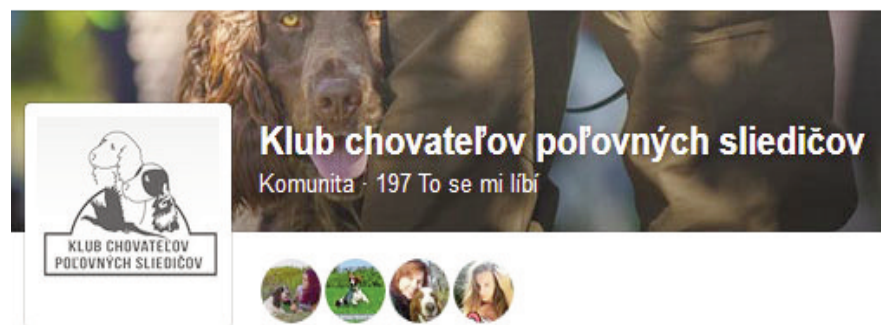 Klub chovateľov poľovných sliedičov
Komunita · 197 To se mi líbí
KLUB CHOVATEĽOV
POĽOVNÝCH SLIEDIČOV